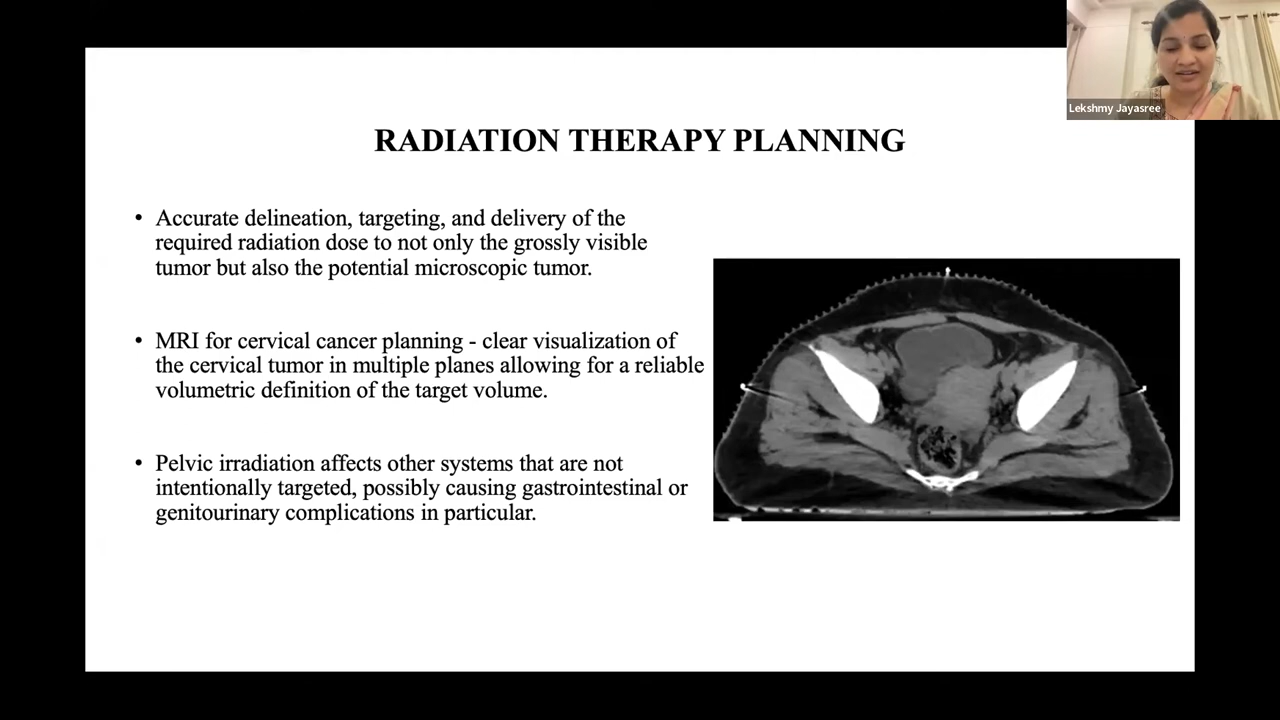 Lekshmy Jayasree
RADIATION THERAPY PLANNING
• Accurate delineation, targeting, and delivery of the
required radiation dose to not only the grossly visible
tumor but also the potential microscopic tumor.
• MRI for cervical cancer planning - clear visualization of
the cervical tumor in multiple planes allowing for a reliable
volumetric definition of the target volume.
• Pelvic irradiation affects other systems that are not
intentionally targeted, possibly causing gastrointestinal or
genitourinary complications in particular.